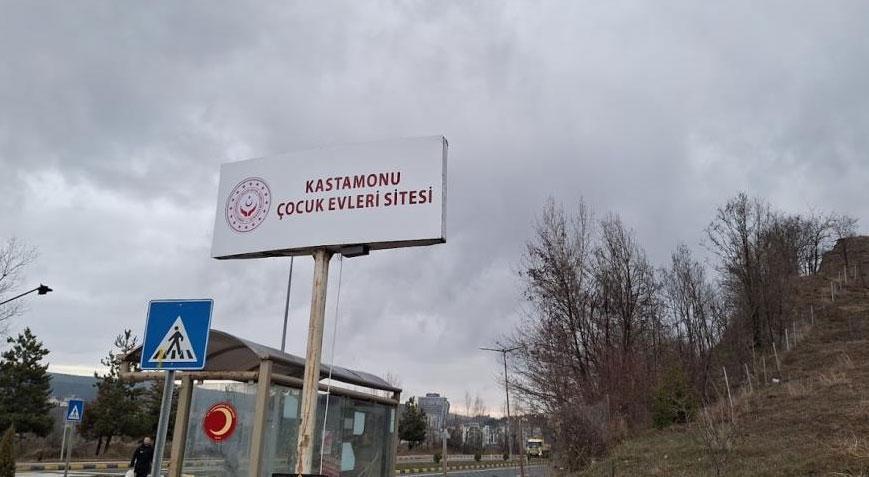 KASTAMONU
ÇOCUK EVLERİ SİTESİ